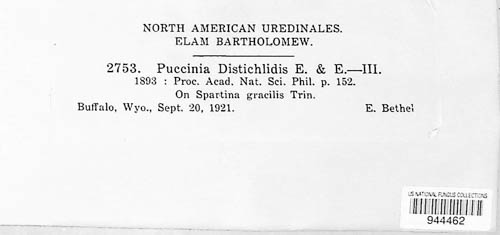 NORTH AMERICAN UREDINALES.
ELAM BARTHOLOMEW.
2753. Puccinia Distichlidis E. & E.—III.
1893 : Proc. Acad. Nat. Sci. Phil. p. 152.
On Spartina gracilis Trin.
Buffalo, Wyo., Sept. 20, 1921. E. Bethel
US NATIONAL FUNGUS COLLECTIONS
944462